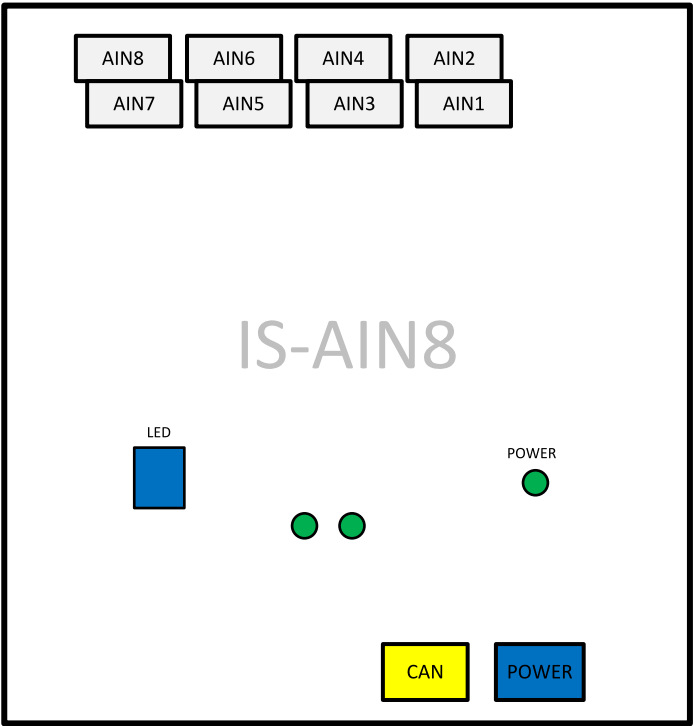 AIN8 AIN6 AIN4 AIN2
AIN7 AIN5 AIN3 AIN1
IS-AIN8
LED
POWER
CAN POWER